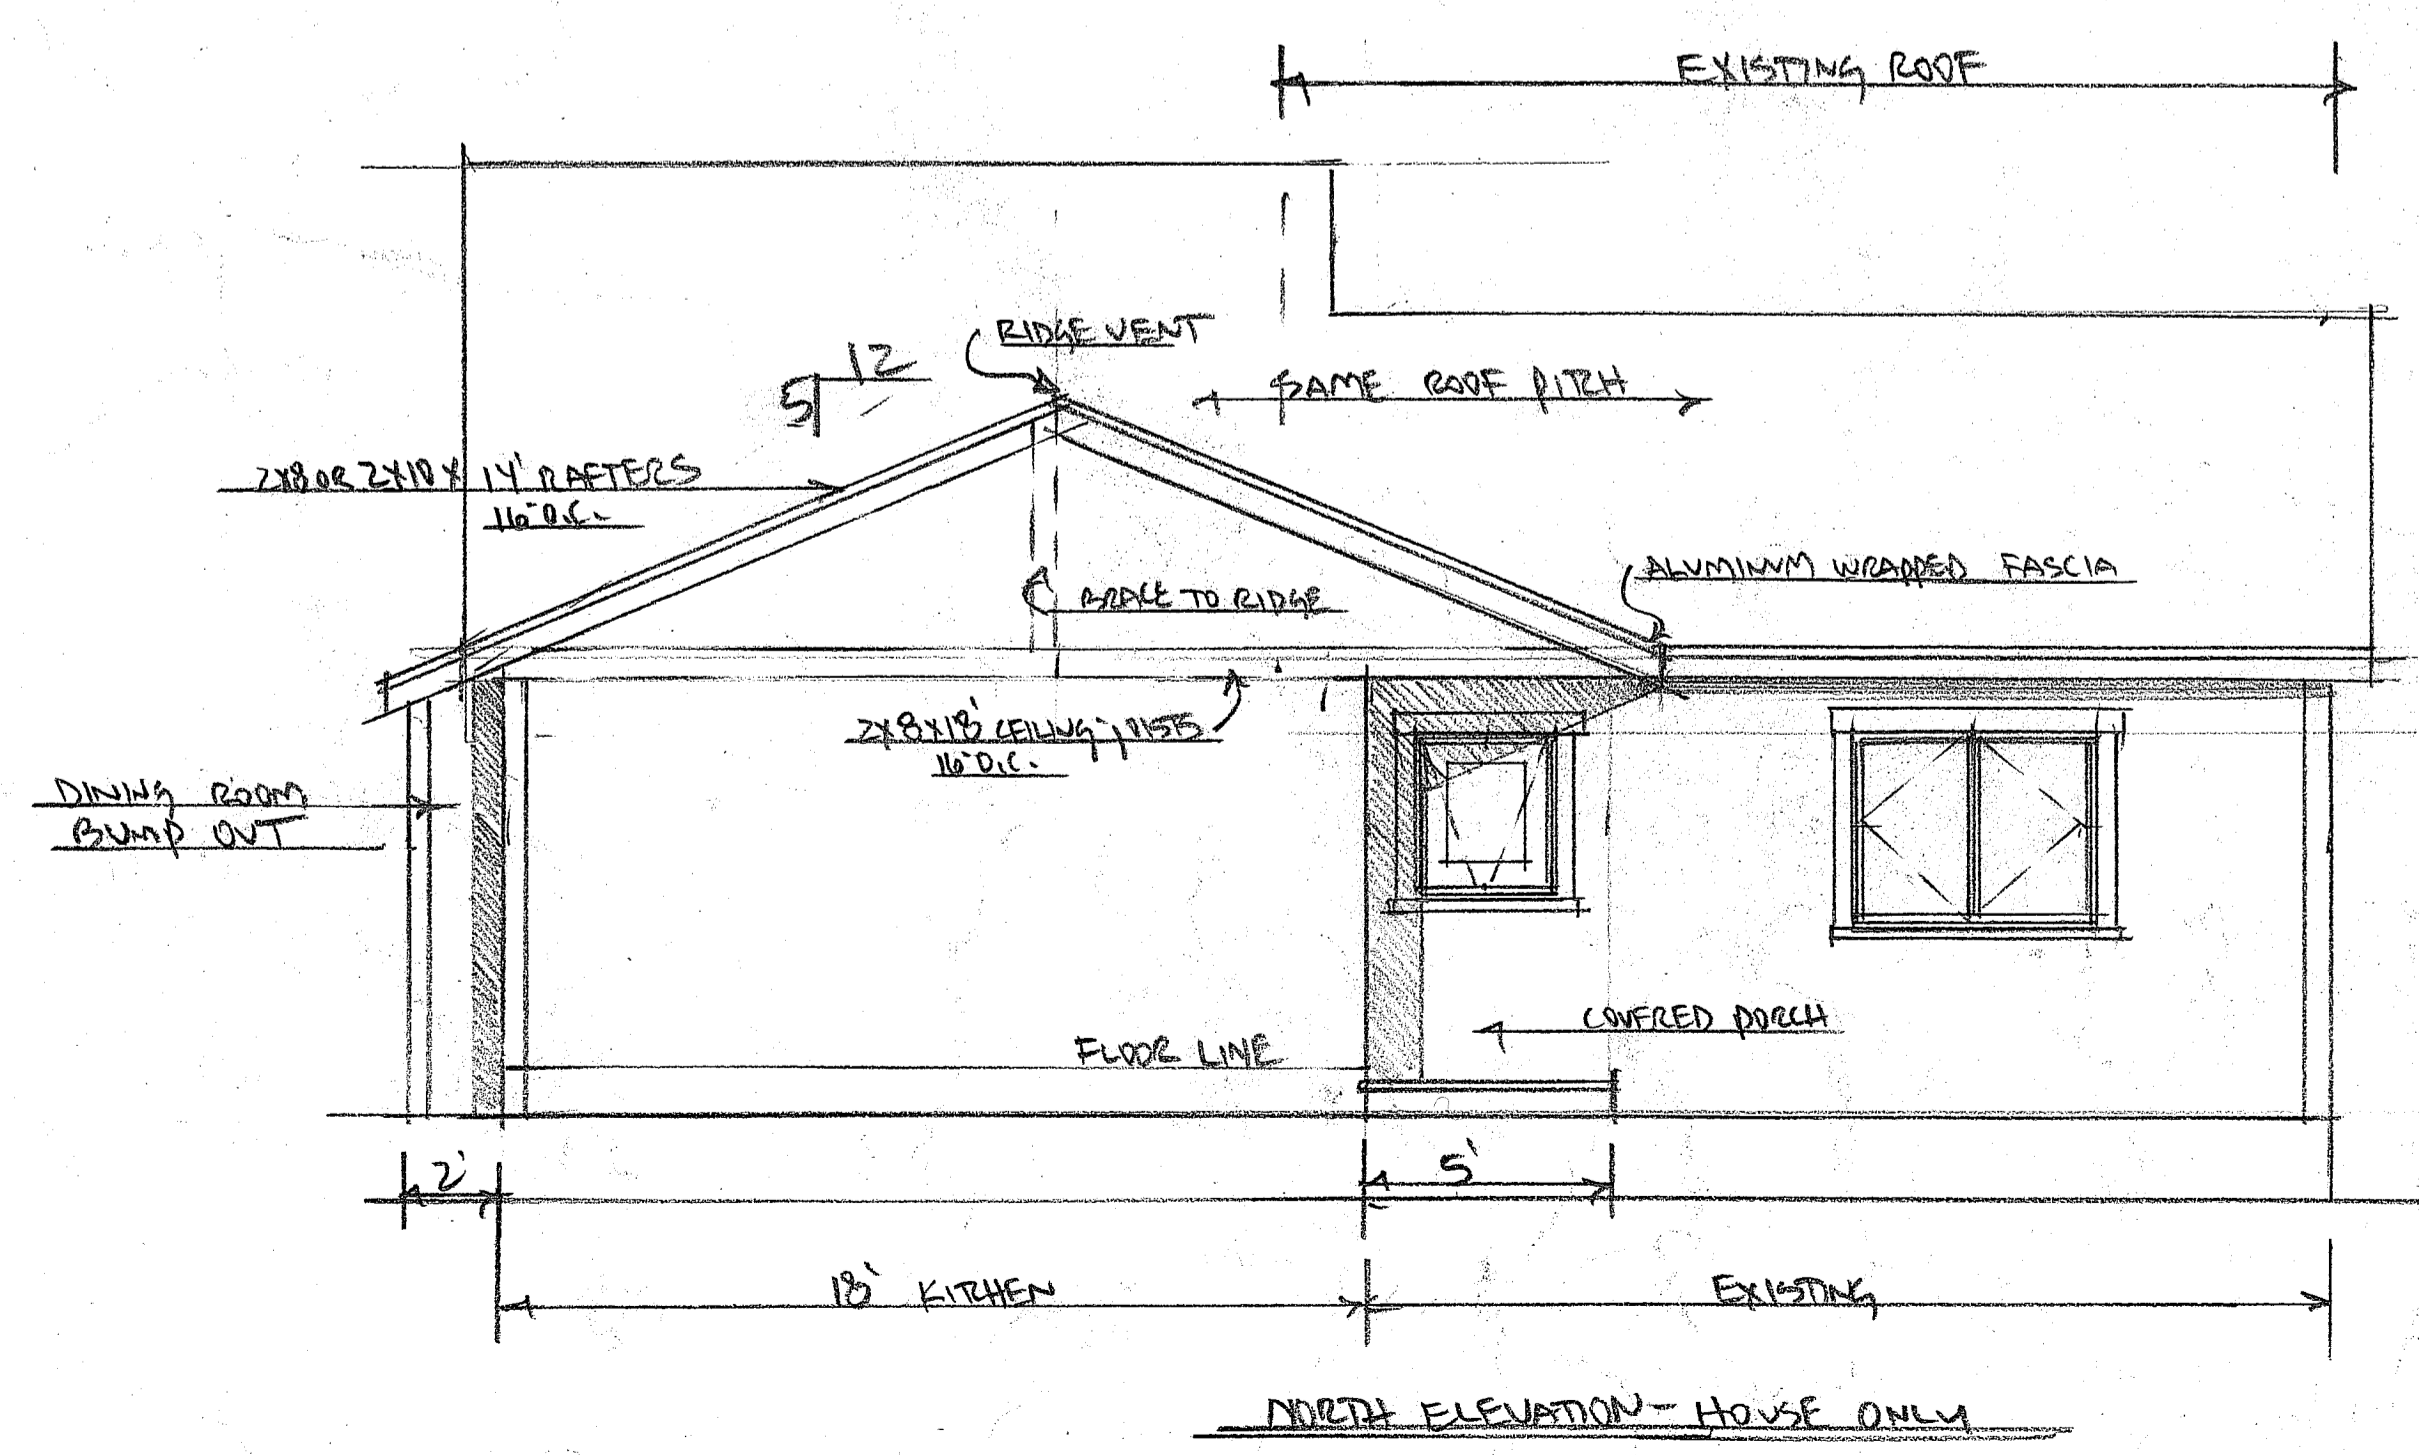 EXISTING ROOF
RIDGE VENT
12
5
SAME ROOF PITCH
2X8 OR 2X10 X 14' RAFTERS
16" O.C.
ALUMINUM WRAPPED FASCIA
BRACE TO RIDGE
2X8X18' CEILING JOISTS
16" O.C.
DINING ROOM
BUMP OUT
COVERED PORCH
FLOOR LINE
2'
5'
18' KITCHEN
EXISTING
NORTH ELEVATION - HOUSE ONLY